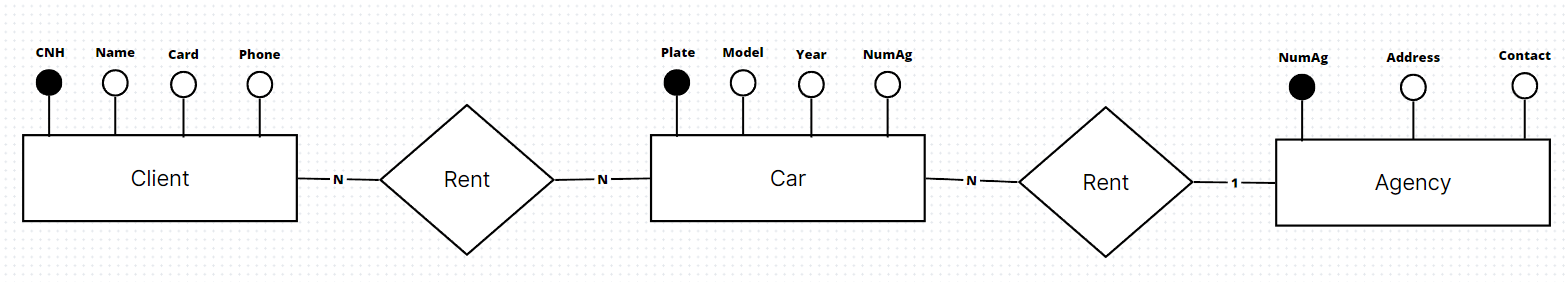 CNH Name Card Phone
Plate Model Year NumAg
NumAg Address Contact
Client N Rent N Car N Rent 1 Agency